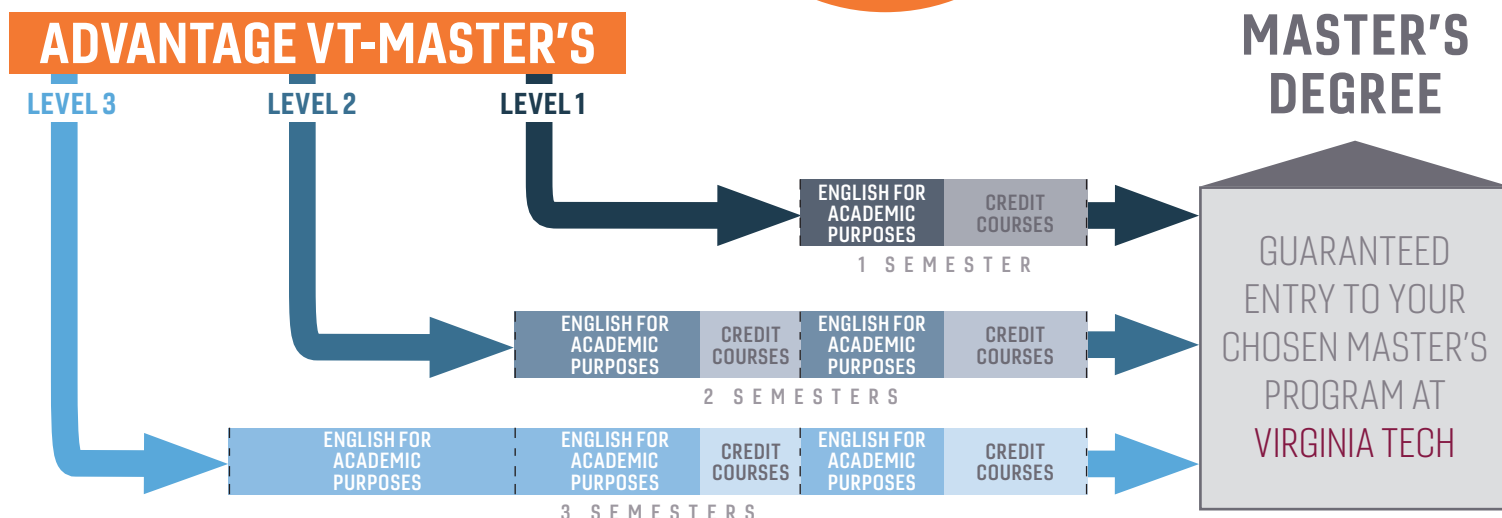 ADVANTAGE VT-MASTER'S
MASTER'S
DEGREE
LEVEL 3
LEVEL 2
LEVEL 1
ENGLISH FOR
ACADEMIC
PURPOSES
CREDIT
COURSES
1 SEMESTER
ENGLISH FOR
ACADEMIC
PURPOSES
CREDIT
COURSES
ENGLISH FOR
ACADEMIC
PURPOSES
CREDIT
COURSES
2 SEMESTERS
ENGLISH FOR
ACADEMIC
PURPOSES
ENGLISH FOR
ACADEMIC
PURPOSES
CREDIT
COURSES
ENGLISH FOR
ACADEMIC
PURPOSES
CREDIT
COURSES
3 SEMESTERS
GUARANTEED
ENTRY TO YOUR
CHOSEN MASTER'S
PROGRAM AT
VIRGINIA TECH